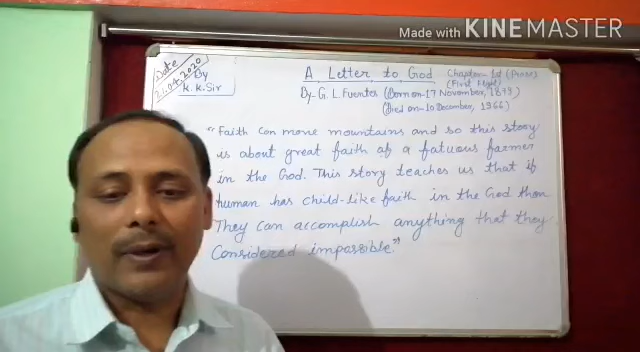 Made with KINEMASTER
Date
21.04.2020
By
K.K.Sir
A Letter to God Chapter-1st (Prose)
(First Flight)
By- G. L. Fuentes (Born on-17 November, 1899)
(Died on-10 December, 1966)
"Faith can move mountains and so this story
is about great faith of a fatuous farmer
in the God. This story teaches us that if
human has child-like faith in the God then
They can accomplish anything that they
Considered impossible"